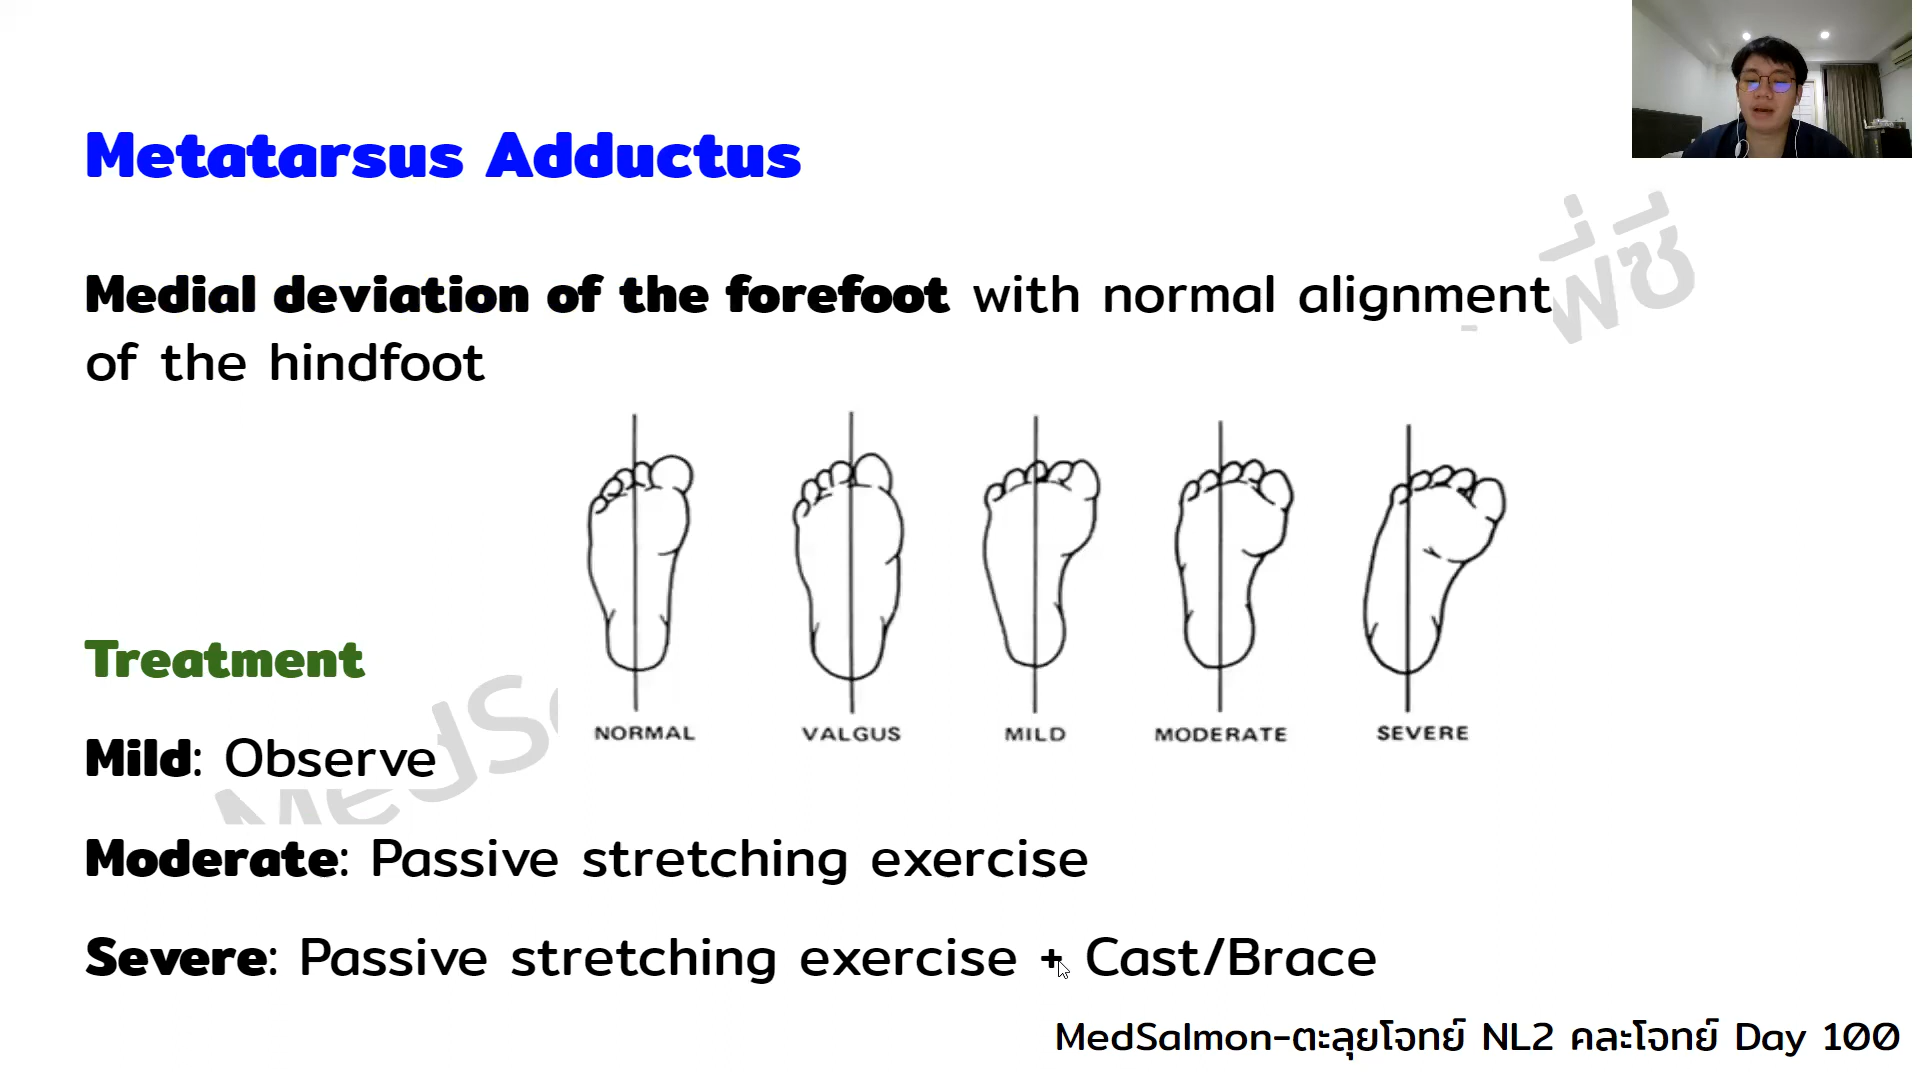 Metatarsus Adductus
พี่ซี
Medial deviation of the forefoot with normal alignment
of the hindfoot
NORMAL VALGUS MILD MODERATE SEVERE
Treatment
Mild: Observe
Moderate: Passive stretching exercise
Severe: Passive stretching exercise + Cast/Brace
MedSalmon-ตะลุยโจทย์ NL2 คละโจทย์ Day 100